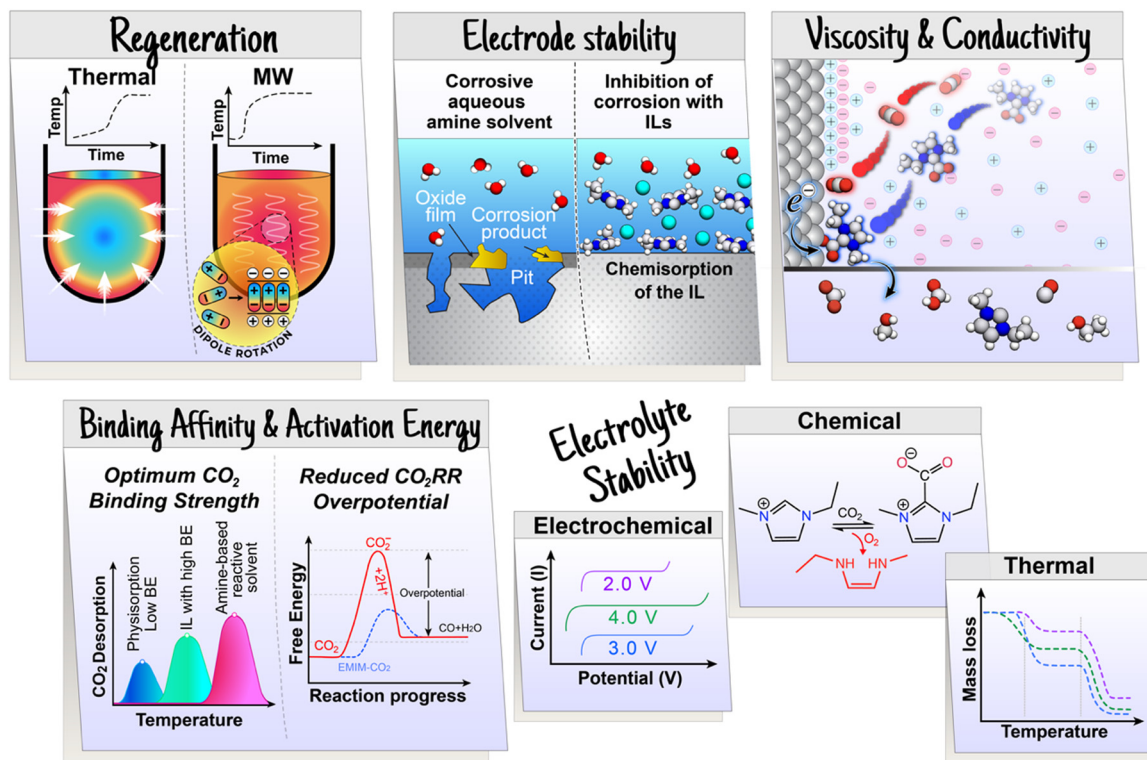 Regeneration
Thermal
MW
Temp
Time
Temp
Time
DIPOLE ROTATION
Electrode stability
Corrosive
aqueous
amine solvent
Inhibition of
corrosion with
ILs
Oxide
film
Corrosion
product
Pit
Chemisorption
of the IL
Viscosity & Conductivity
e⁻
Binding Affinity & Activation Energy
Optimum CO₂
Binding Strength
CO₂ Desorption
Physisorption
Low BE
IL with high BE
Amine-based
reactive
solvent
Temperature
Reduced CO₂RR
Overpotential
Free Energy
CO₂⁻
+2H⁺
Overpotential
CO₂
CO+H₂O
EMIM-CO₂
Reaction progress
Electrolyte
Stability
Electrochemical
Current (I)
2.0 V
4.0 V
3.0 V
Potential (V)
Chemical
N
N
CO₂
O₂
O
O
N
N
NH
HN
Thermal
Mass loss
Temperature